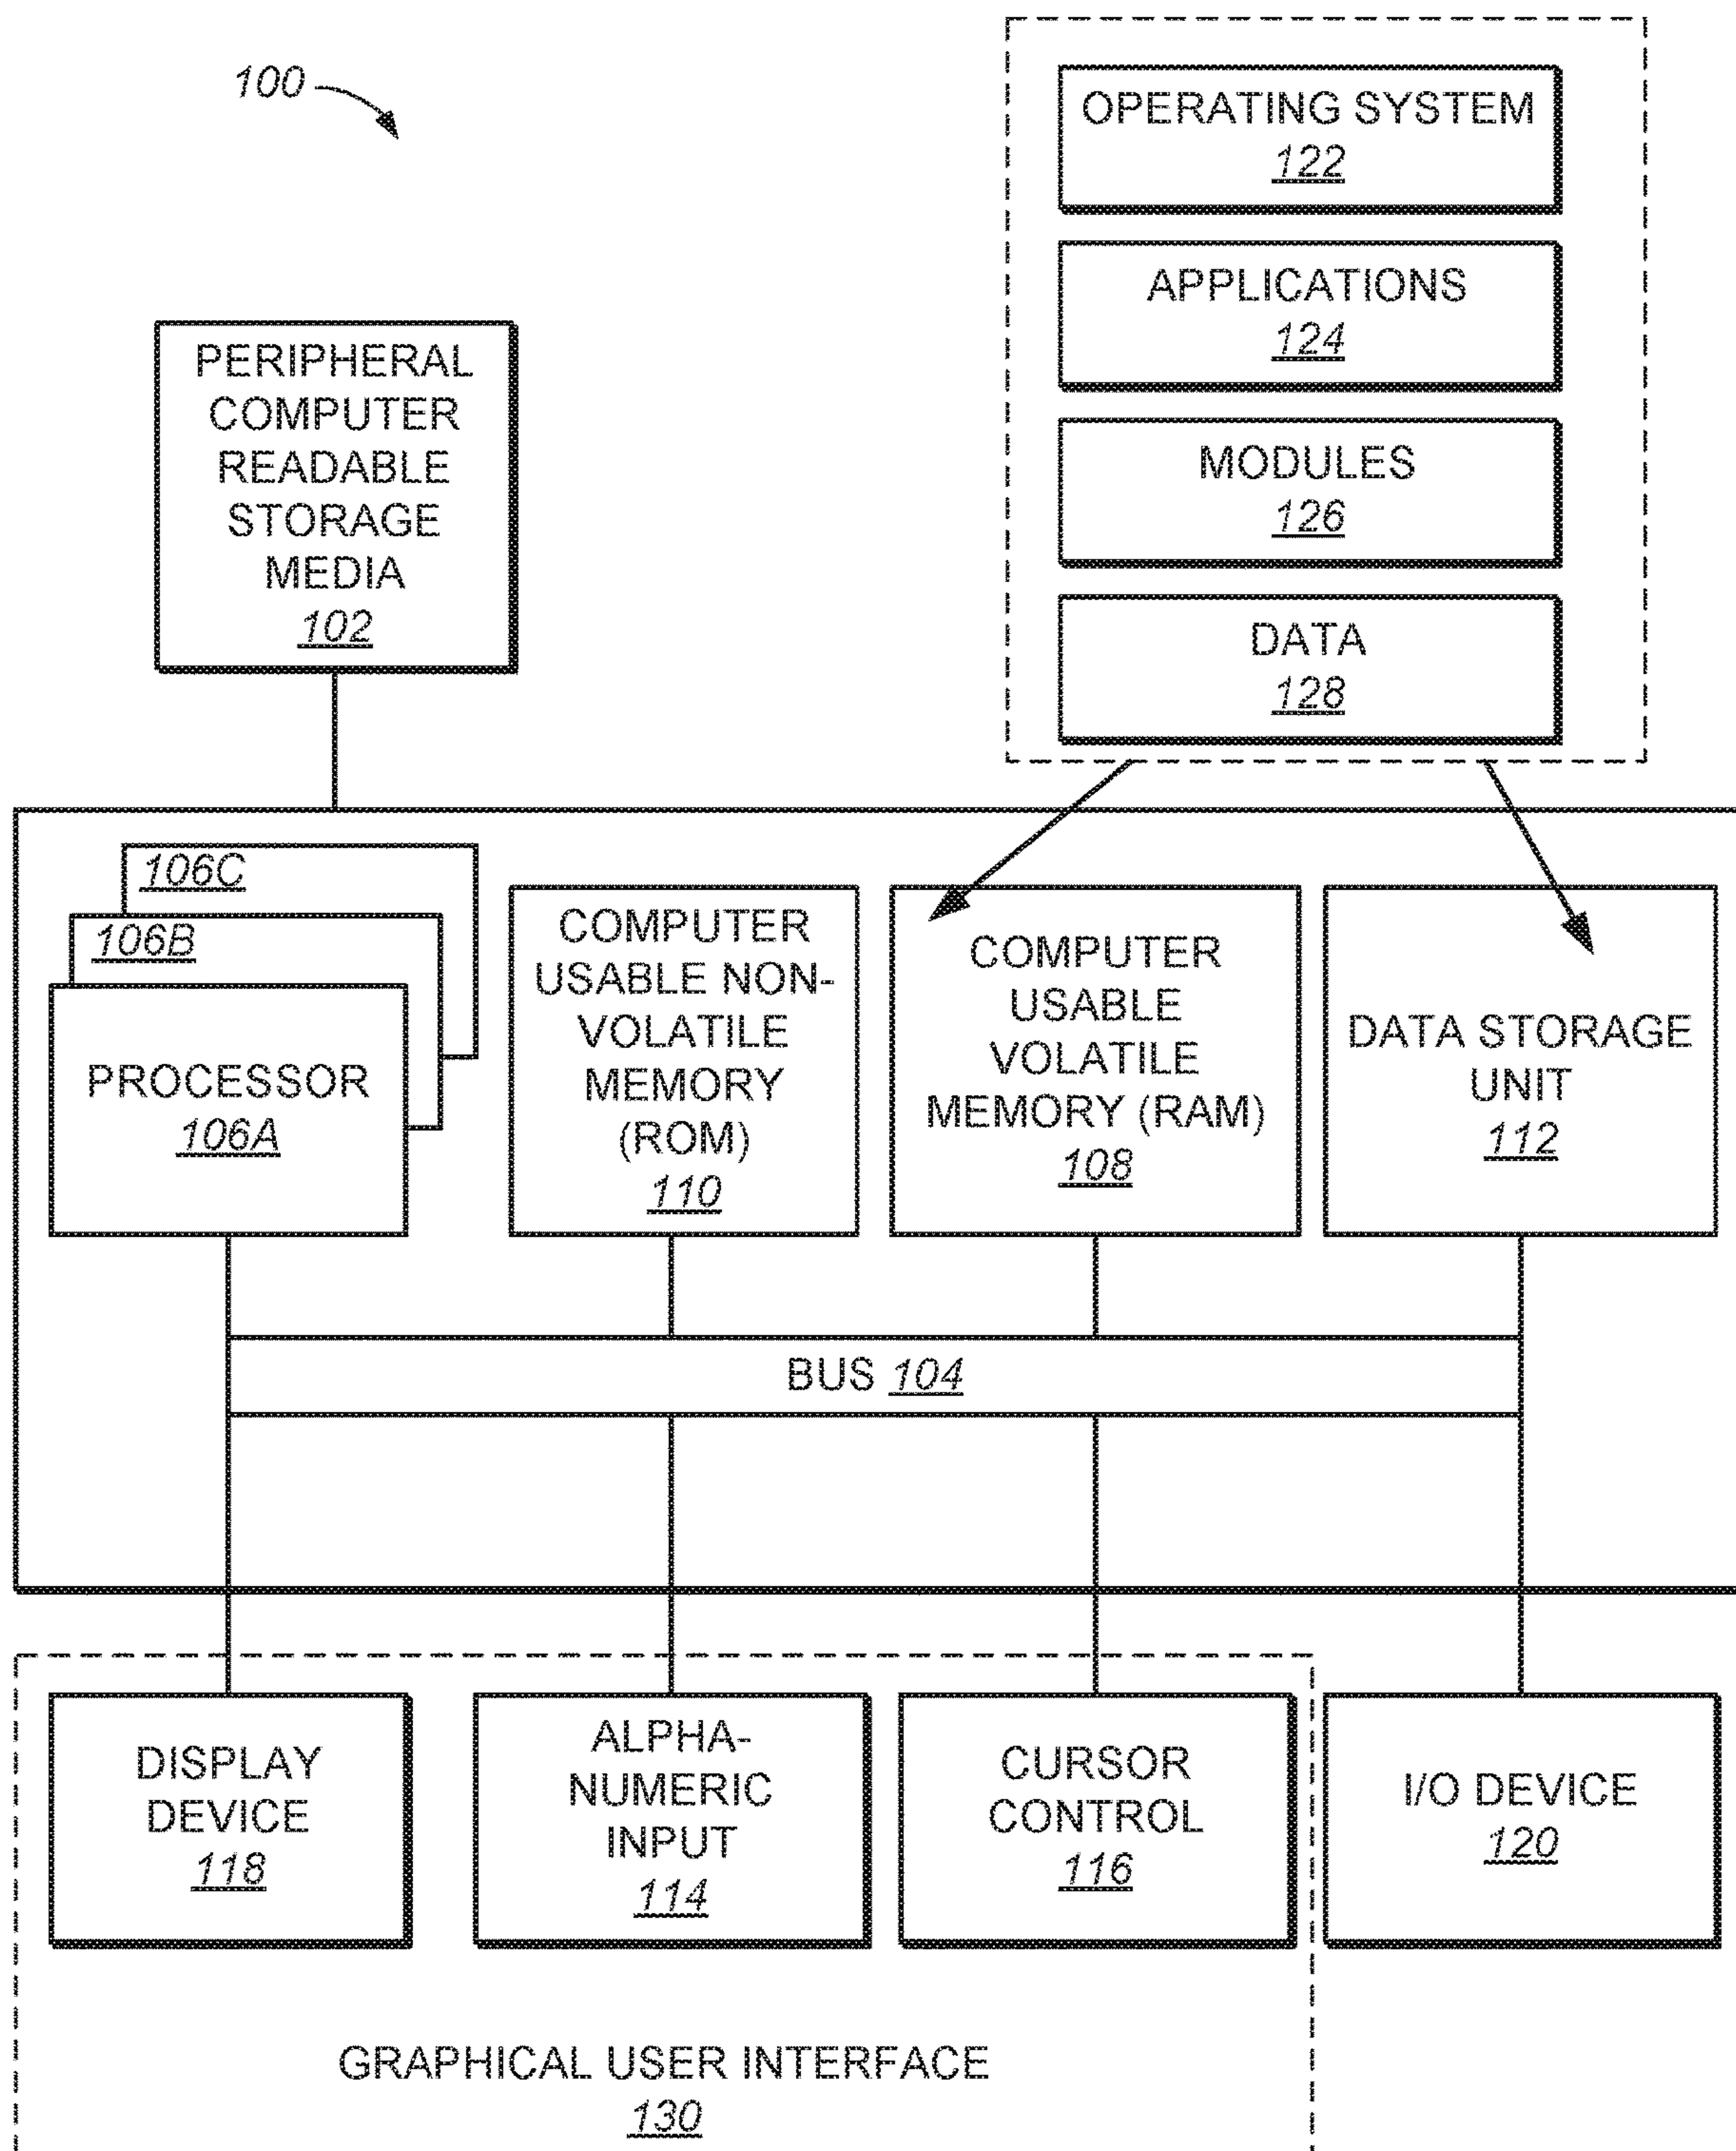 100
OPERATING SYSTEM
122
APPLICATIONS
124
MODULES
126
DATA
128
PERIPHERAL
COMPUTER
READABLE
STORAGE
MEDIA
102
106C
106B
PROCESSOR
106A
COMPUTER
USABLE NON-
VOLATILE
MEMORY
(ROM)
110
COMPUTER
USABLE
VOLATILE
MEMORY (RAM)
108
DATA STORAGE
UNIT
112
BUS 104
DISPLAY
DEVICE
118
ALPHA-
NUMERIC
INPUT
114
CURSOR
CONTROL
116
I/O DEVICE
120
GRAPHICAL USER INTERFACE
130